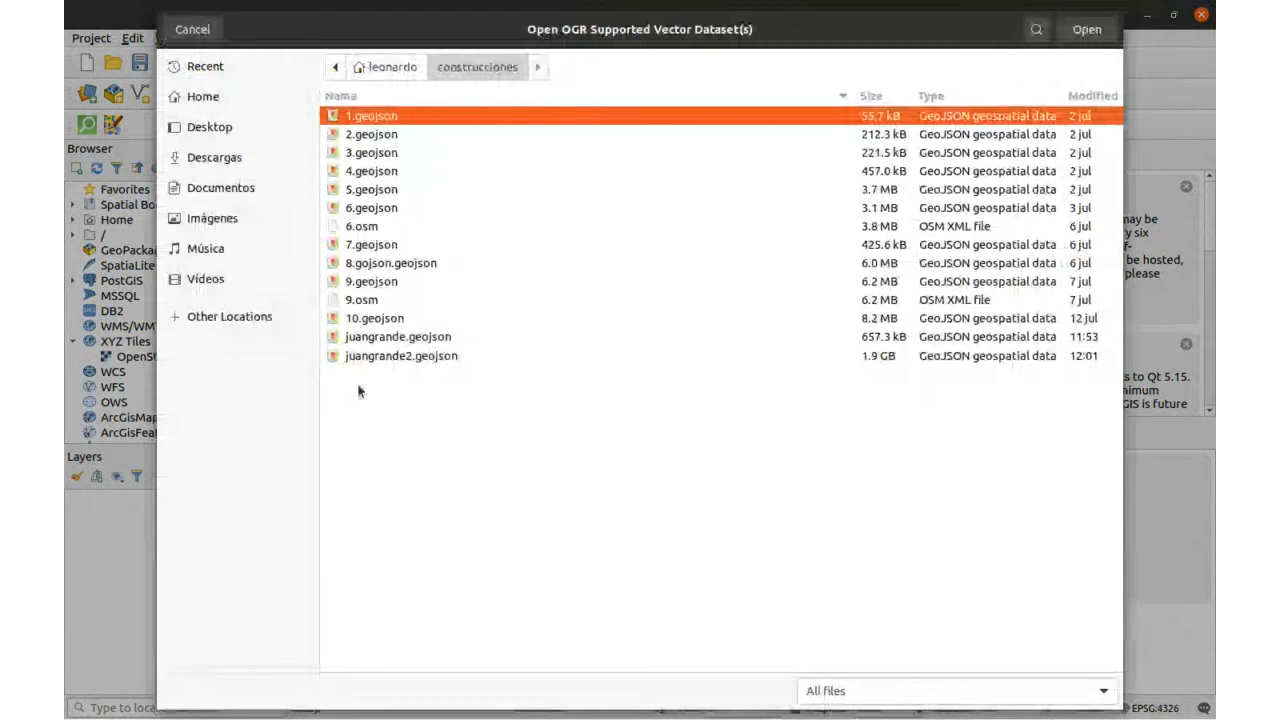 Cancel
Open OGR Supported Vector Dataset(s)
Open
Project Edit
Recent
Home
Desktop
Descargas
Documentos
Imágenes
Música
Vídeos
Other Locations
leonardo
construcciones
Name Size Type Modified
1.geojson 55.7 kB GeoJSON geospatial data 2 jul
2.geojson 212.3 kB GeoJSON geospatial data 2 jul
3.geojson 221.5 kB GeoJSON geospatial data 2 jul
4.geojson 457.0 kB GeoJSON geospatial data 2 jul
5.geojson 3.7 MB GeoJSON geospatial data 2 jul
6.geojson 3.1 MB GeoJSON geospatial data 3 jul
6.osm 3.8 MB OSM XML file 6 jul
7.geojson 425.6 kB GeoJSON geospatial data 6 jul
8.gojson.geojson 6.0 MB GeoJSON geospatial data 6 jul
9.geojson 6.2 MB GeoJSON geospatial data 7 jul
9.osm 6.2 MB OSM XML file 7 jul
10.geojson 8.2 MB GeoJSON geospatial data 12 jul
juangrande.geojson 657.3 kB GeoJSON geospatial data 11:53
juangrande2.geojson 1.9 GB GeoJSON geospatial data 12:01
All files
Browser
Favorites
Spatial Bo
Home
/
GeoPacka
SpatiaLite
PostGIS
MSSQL
DB2
WMS/WM
XYZ Tiles
OpenSt
WCS
WFS
OWS
ArcGisMap
ArcGisFea
Layers
Type to loca
may be
y six
f-
be hosted,
please
s to Qt 5.15.
nimum
GIS is future
EPSG:4326